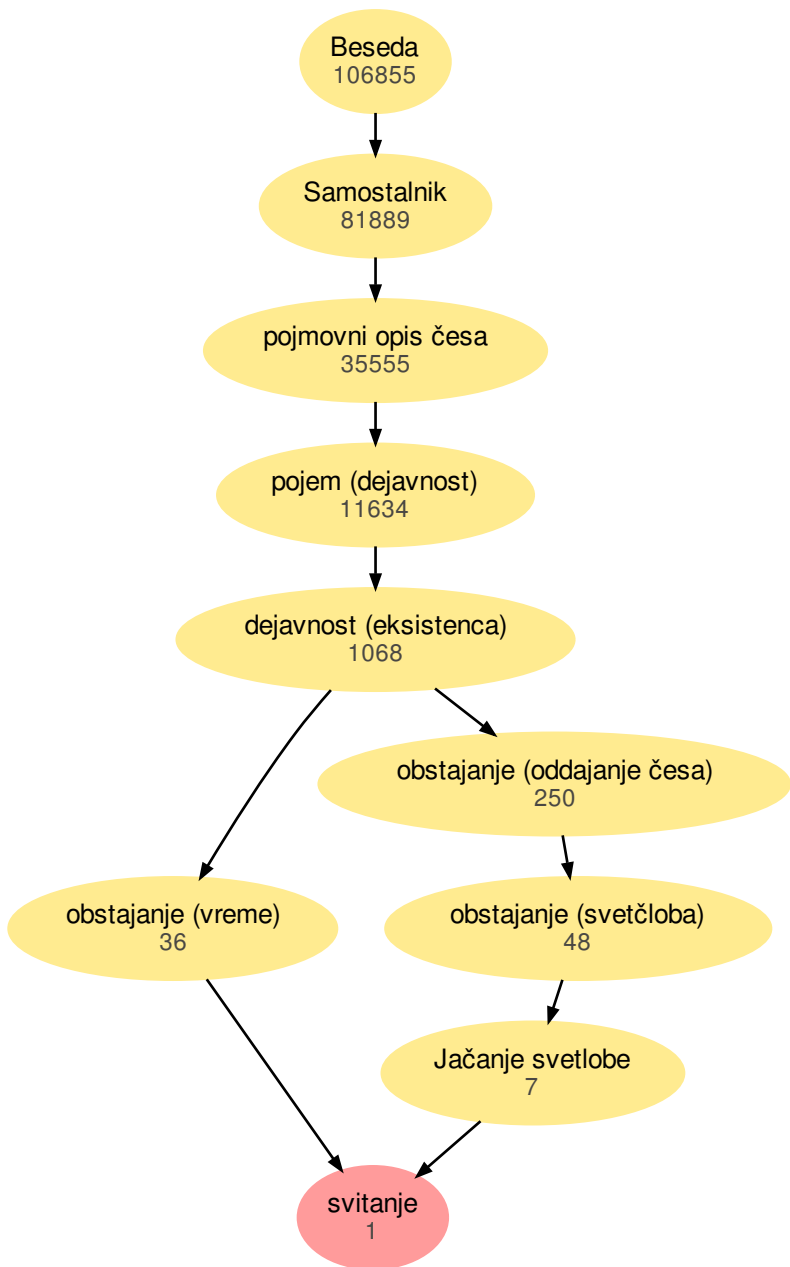 Beseda
106855
Samostalnik
81889
pojmovni opis česa
35555
pojem (dejavnost)
11634
dejavnost (eksistenca)
1068
obstajanje (oddajanje česa)
250
obstajanje (vreme)
36
obstajanje (svetčloba)
48
Jačanje svetlobe
7
svitanje
1